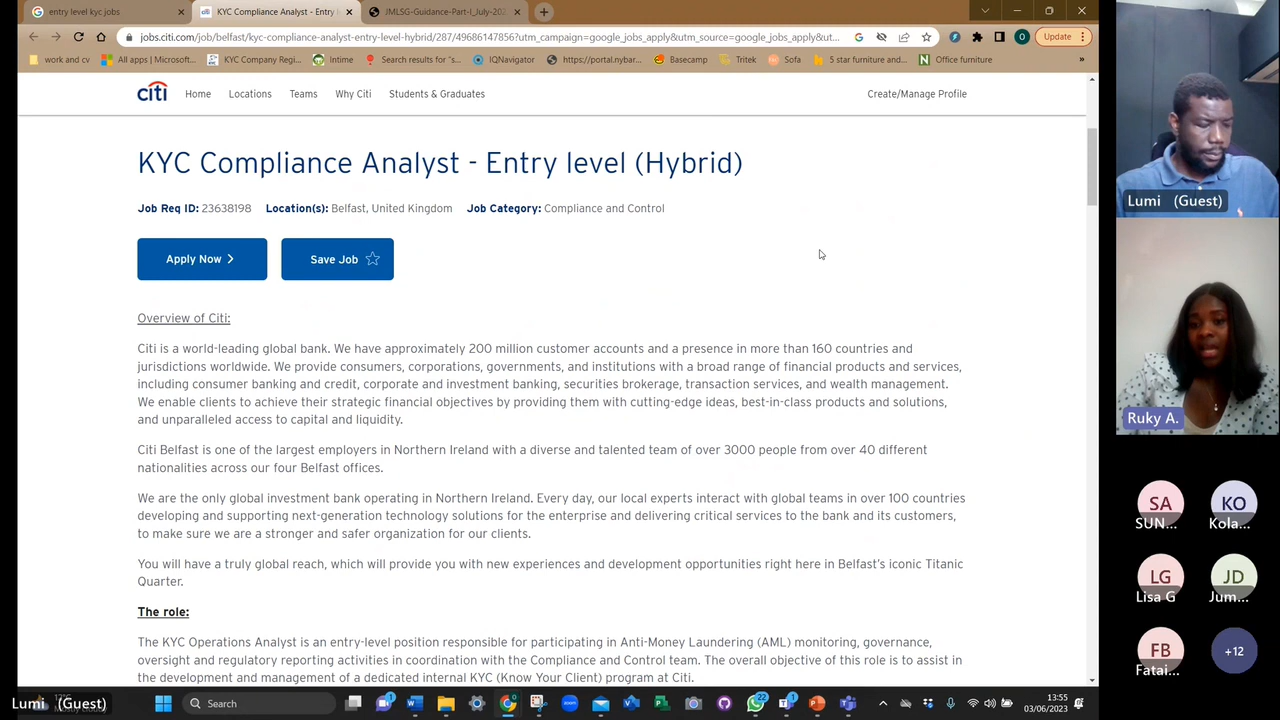 entry level kyc jobs
KYC Compliance Analyst - Entry l
JMLSG-Guidance-Part-I_July-202
jobs.citi.com/job/belfast/kyc-compliance-analyst-entry-level-hybrid/287/49686147856?utm_campaign=google_jobs_apply&utm_source=google_jobs_apply&ut...
O
Update
work and cv
All apps | Microsoft...
KYC Company Regi...
Intime
Search results for "s...
IQNavigator
https://portal.nybar...
Basecamp
Tritek
Sofa
5 star furniture and...
Office furniture
»
citi
Home
Locations
Teams
Why Citi
Students & Graduates
Create/Manage Profile
KYC Compliance Analyst - Entry level (Hybrid)
Job Req ID: 23638198 Location(s): Belfast, United Kingdom Job Category: Compliance and Control
Apply Now
Save Job
Overview of Citi:
Citi is a world-leading global bank. We have approximately 200 million customer accounts and a presence in more than 160 countries and
jurisdictions worldwide. We provide consumers, corporations, governments, and institutions with a broad range of financial products and services,
including consumer banking and credit, corporate and investment banking, securities brokerage, transaction services, and wealth management.
We enable clients to achieve their strategic financial objectives by providing them with cutting-edge ideas, best-in-class products and solutions,
and unparalleled access to capital and liquidity.
Citi Belfast is one of the largest employers in Northern Ireland with a diverse and talented team of over 3000 people from over 40 different
nationalities across our four Belfast offices.
We are the only global investment bank operating in Northern Ireland. Every day, our local experts interact with global teams in over 100 countries
developing and supporting next-generation technology solutions for the enterprise and delivering critical services to the bank and its customers,
to make sure we are a stronger and safer organization for our clients.
You will have a truly global reach, which will provide you with new experiences and development opportunities right here in Belfast's iconic Titanic
Quarter.
The role:
The KYC Operations Analyst is an entry-level position responsible for participating in Anti-Money Laundering (AML) monitoring, governance,
oversight and regulatory reporting activities in coordination with the Compliance and Control team. The overall objective of this role is to assist in
the development and management of a dedicated internal KYC (Know Your Client) program at Citi.
Lumi (Guest)
Search
22
1
1
13:55
03/06/2023
Lumi (Guest)
Ruky A.
SA
SUN...
KO
Kola...
LG
Lisa G
JD
Jum...
FB
Fatai...
+12